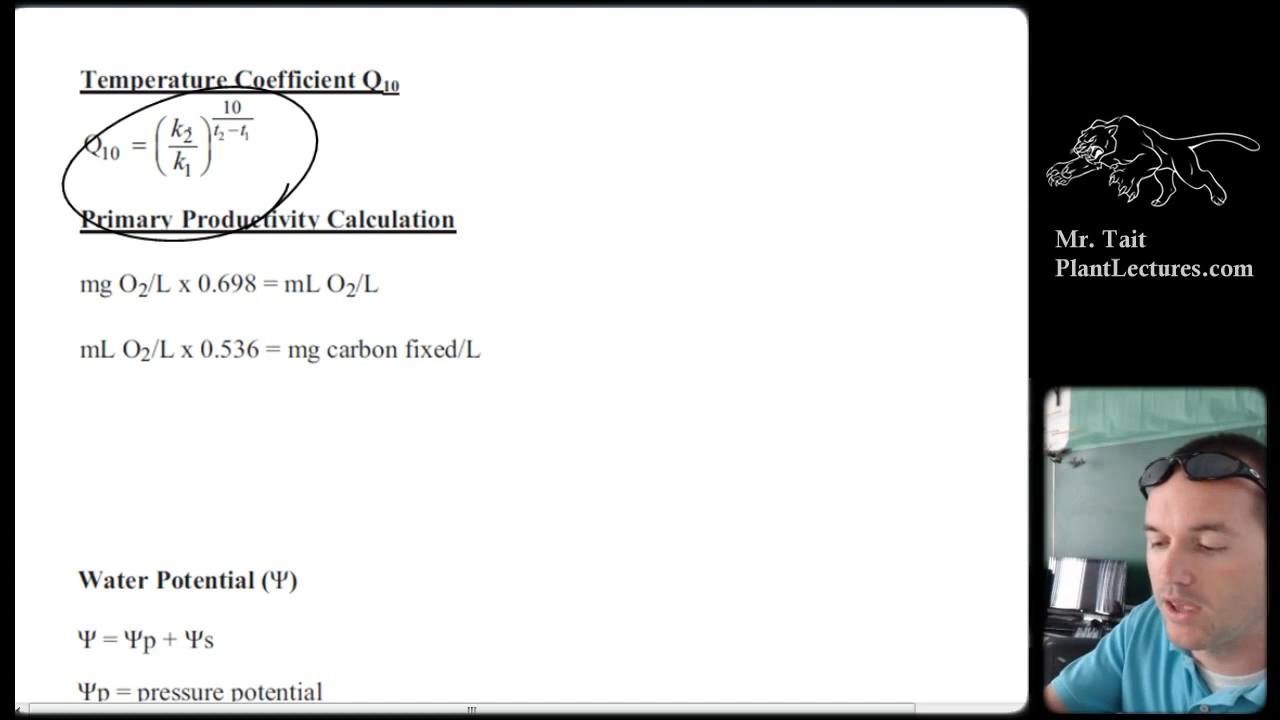 Temperature Coefficient Q₁₀
Q₁₀ = (k₂/k₁)^(10/(t₂−t₁))
Primary Productivity Calculation
mg O₂/L x 0.698 = mL O₂/L
mL O₂/L x 0.536 = mg carbon fixed/L
Water Potential (Ψ)
Ψ = Ψp + Ψs
Ψp = pressure potential
Mr. Tait
PlantLectures.com